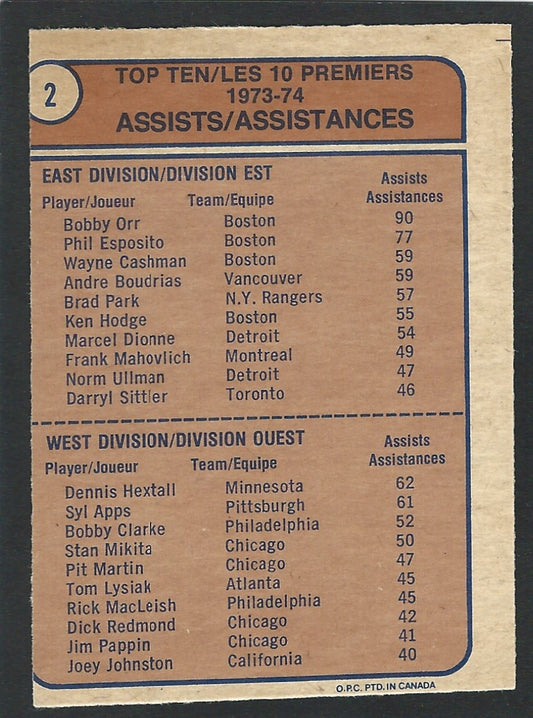 2
TOP TEN/LES 10 PREMIERS
1973-74
ASSISTS/ASSISTANCES
EAST DIVISION/DIVISION EST
Player/Joueur Team/Equipe Assists Assistances
Bobby Orr Boston 90
Phil Esposito Boston 77
Wayne Cashman Boston 59
Andre Boudrias Vancouver 59
Brad Park N.Y. Rangers 57
Ken Hodge Boston 55
Marcel Dionne Detroit 54
Frank Mahovlich Montreal 49
Norm Ullman Detroit 47
Darryl Sittler Toronto 46
WEST DIVISION/DIVISION OUEST
Player/Joueur Team/Equipe Assists Assistances
Dennis Hextall Minnesota 62
Syl Apps Pittsburgh 61
Bobby Clarke Philadelphia 52
Stan Mikita Chicago 50
Pit Martin Chicago 47
Tom Lysiak Atlanta 45
Rick MacLeish Philadelphia 45
Dick Redmond Chicago 42
Jim Pappin Chicago 41
Joey Johnston California 40
O.P.C. PTD. IN CANADA